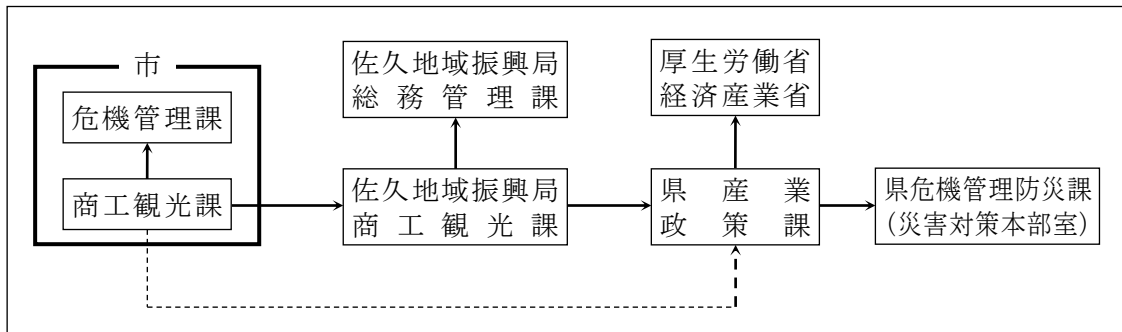 市
危機管理課
商工観光課
佐久地域振興局
総務管理課
佐久地域振興局
商工観光課
厚生労働省
経済産業省
県産業
政策課
県危機管理防災課
(災害対策本部室)